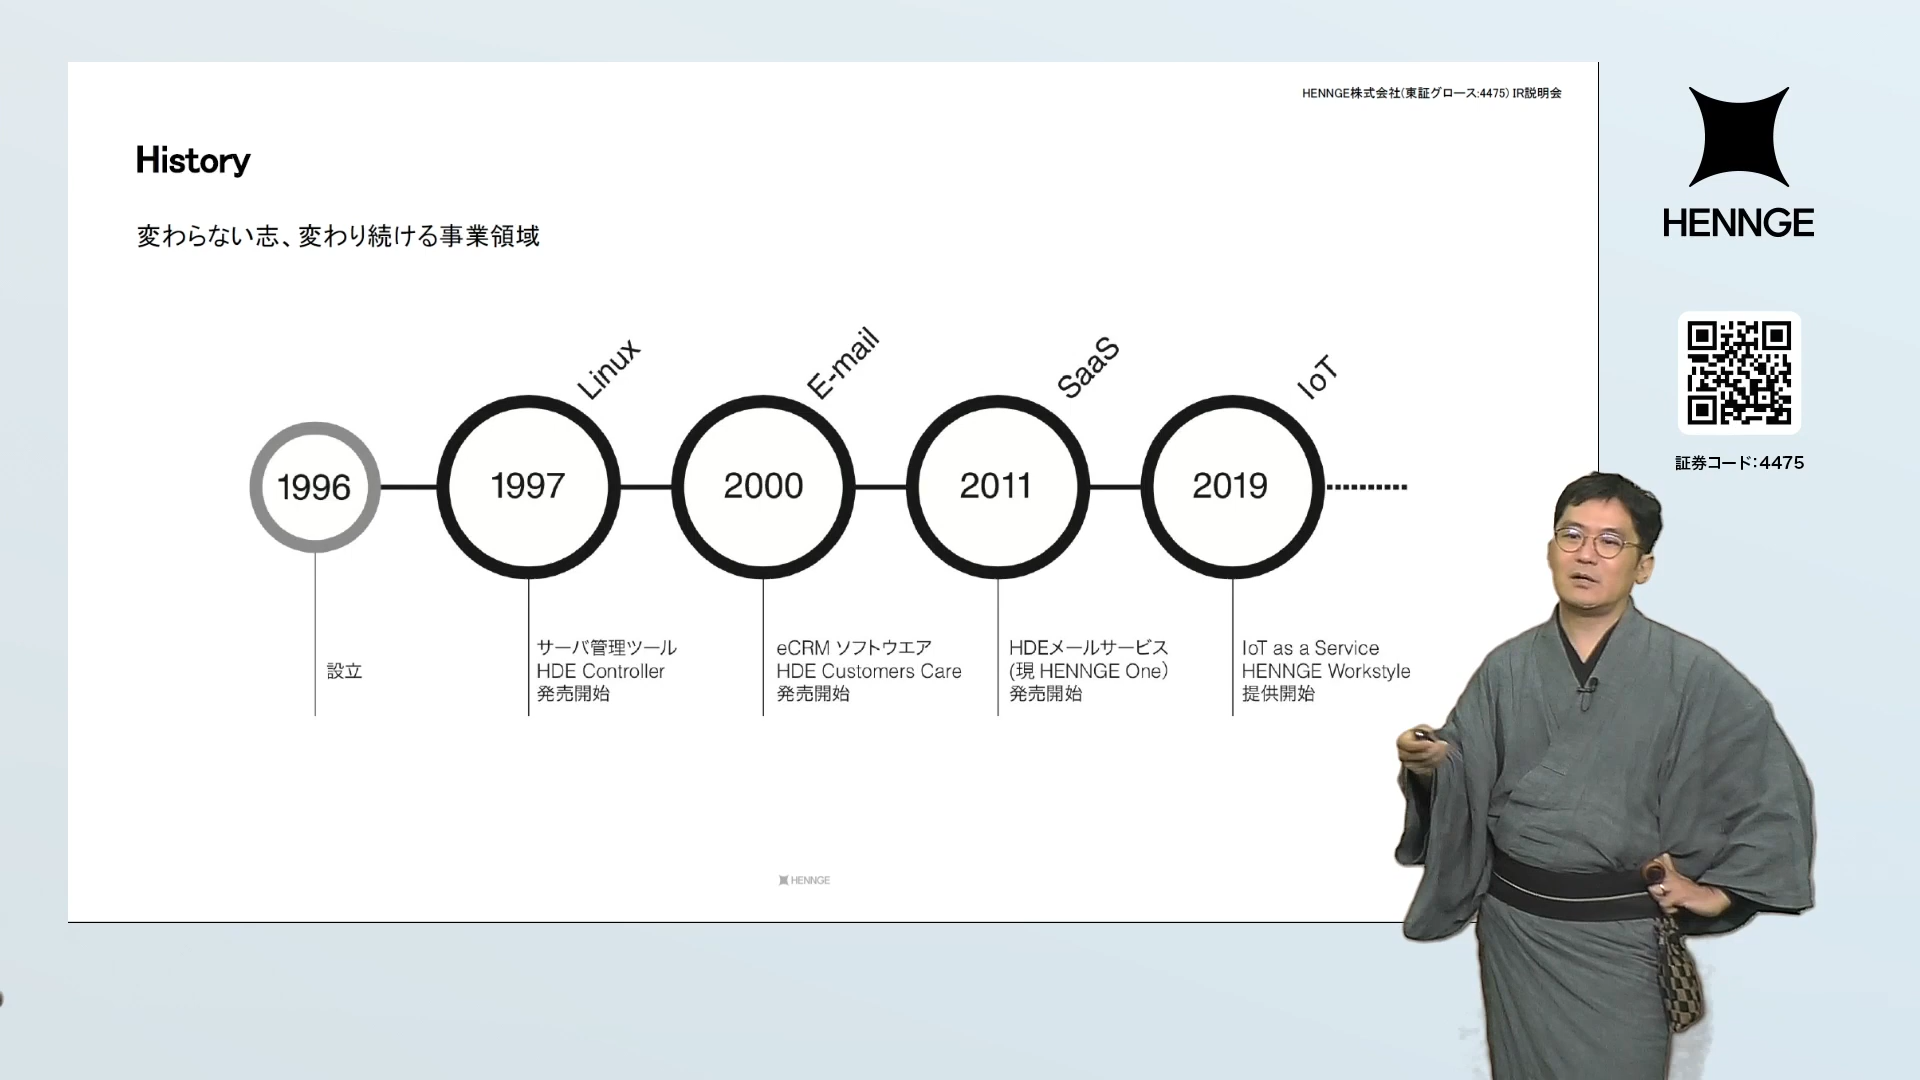 HENNGE株式会社(東証グロース:4475) IR説明会
History
変わらない志、変わり続ける事業領域
Linux
E-mail
SaaS
IoT
1996
1997
2000
2011
2019
設立
サーバ管理ツール
HDE Controller
発売開始
eCRM ソフトウエア
HDE Customers Care
発売開始
HDEメールサービス
(現 HENNGE One)
発売開始
IoT as a Service
HENNGE Workstyle
提供開始
HENNGE
HENNGE
証券コード:4475